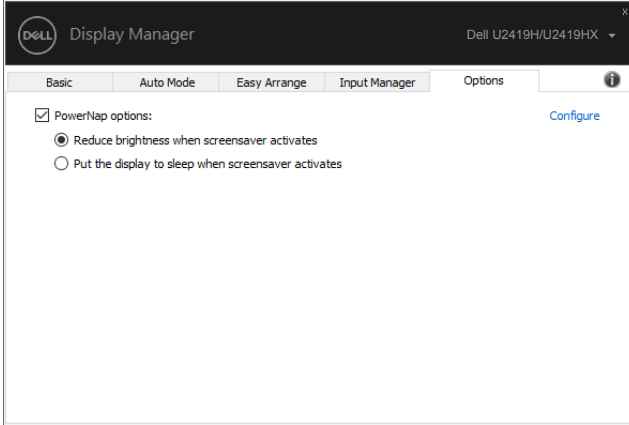 x
DELL Display Manager Dell U2419H/U2419HX
Basic Auto Mode Easy Arrange Input Manager Options i
PowerNap options: Configure
Reduce brightness when screensaver activates
Put the display to sleep when screensaver activates